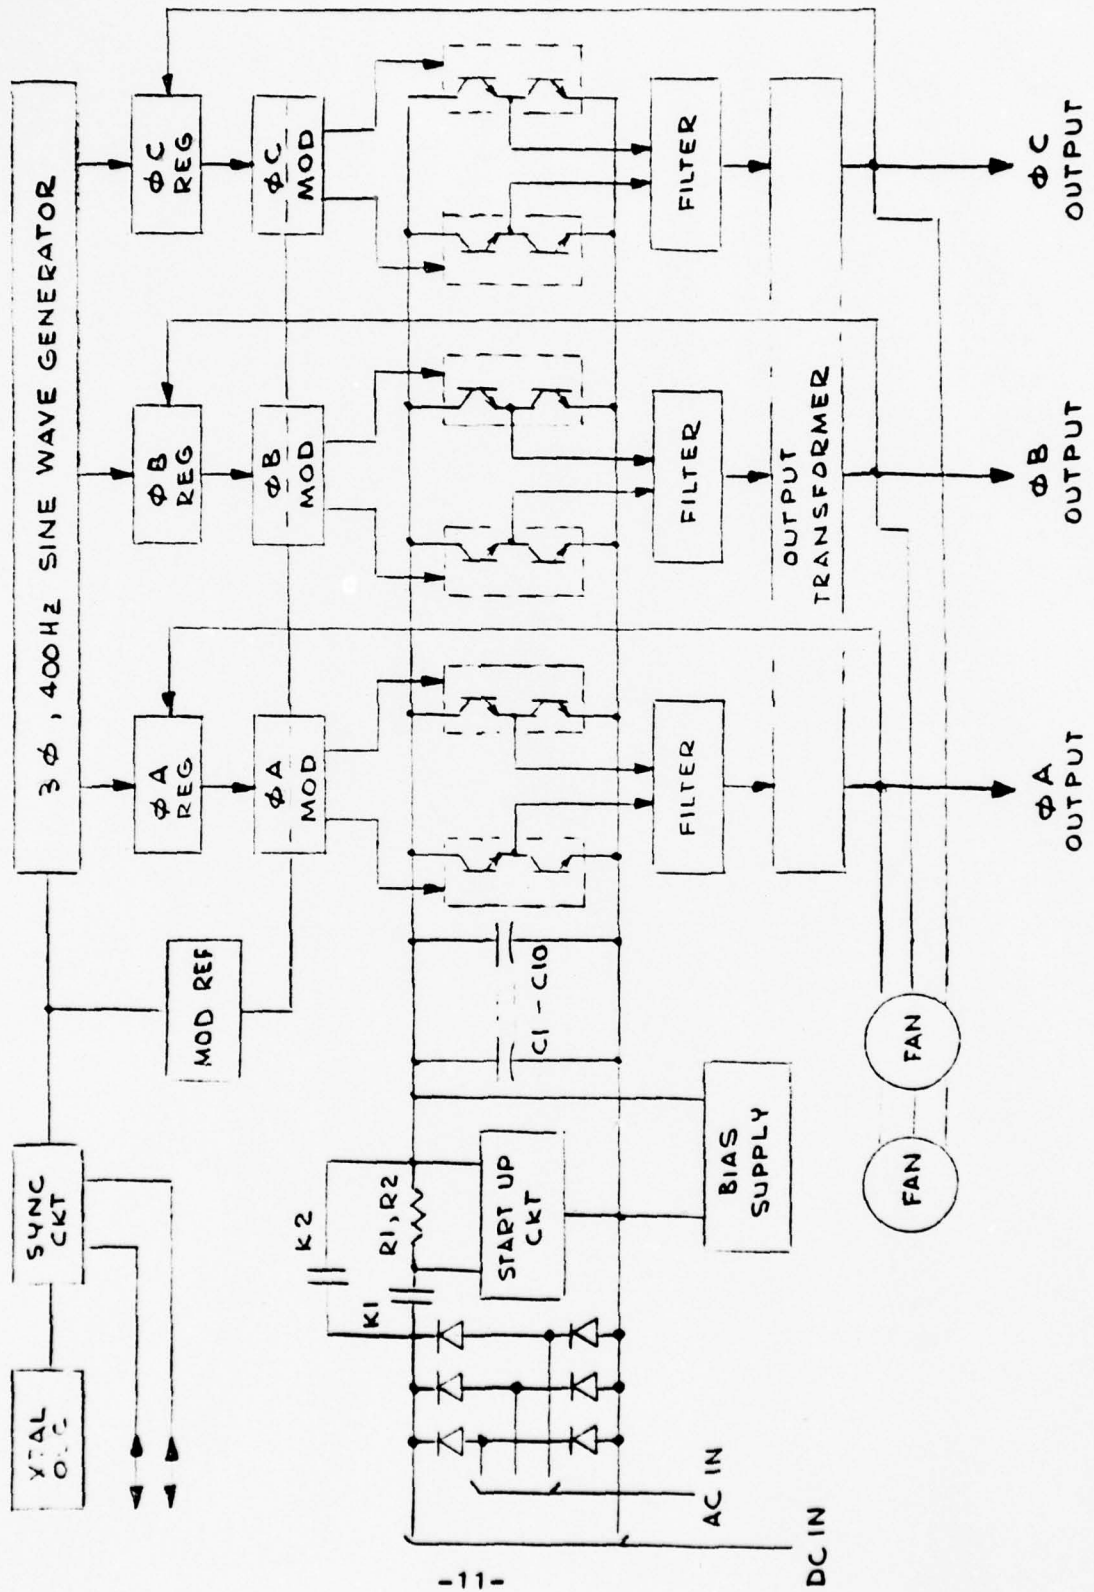 XTAL
SYNC
CKT
3Φ, 400HZ SINE WAVE GENERATOR
MOD REF
ΦA
REG
ΦB
REG
ΦC
REG
ΦA
MOD
ΦB
MOD
ΦC
MOD
K2
K1
R1, R2
START UP
CKT
C1 - C10
BIAS
SUPPLY
FILTER
FILTER
FILTER
OUTPUT
TRANSFORMER
AC IN
DC IN
FAN
FAN
ΦA
OUTPUT
ΦB
OUTPUT
ΦC
OUTPUT
-11-